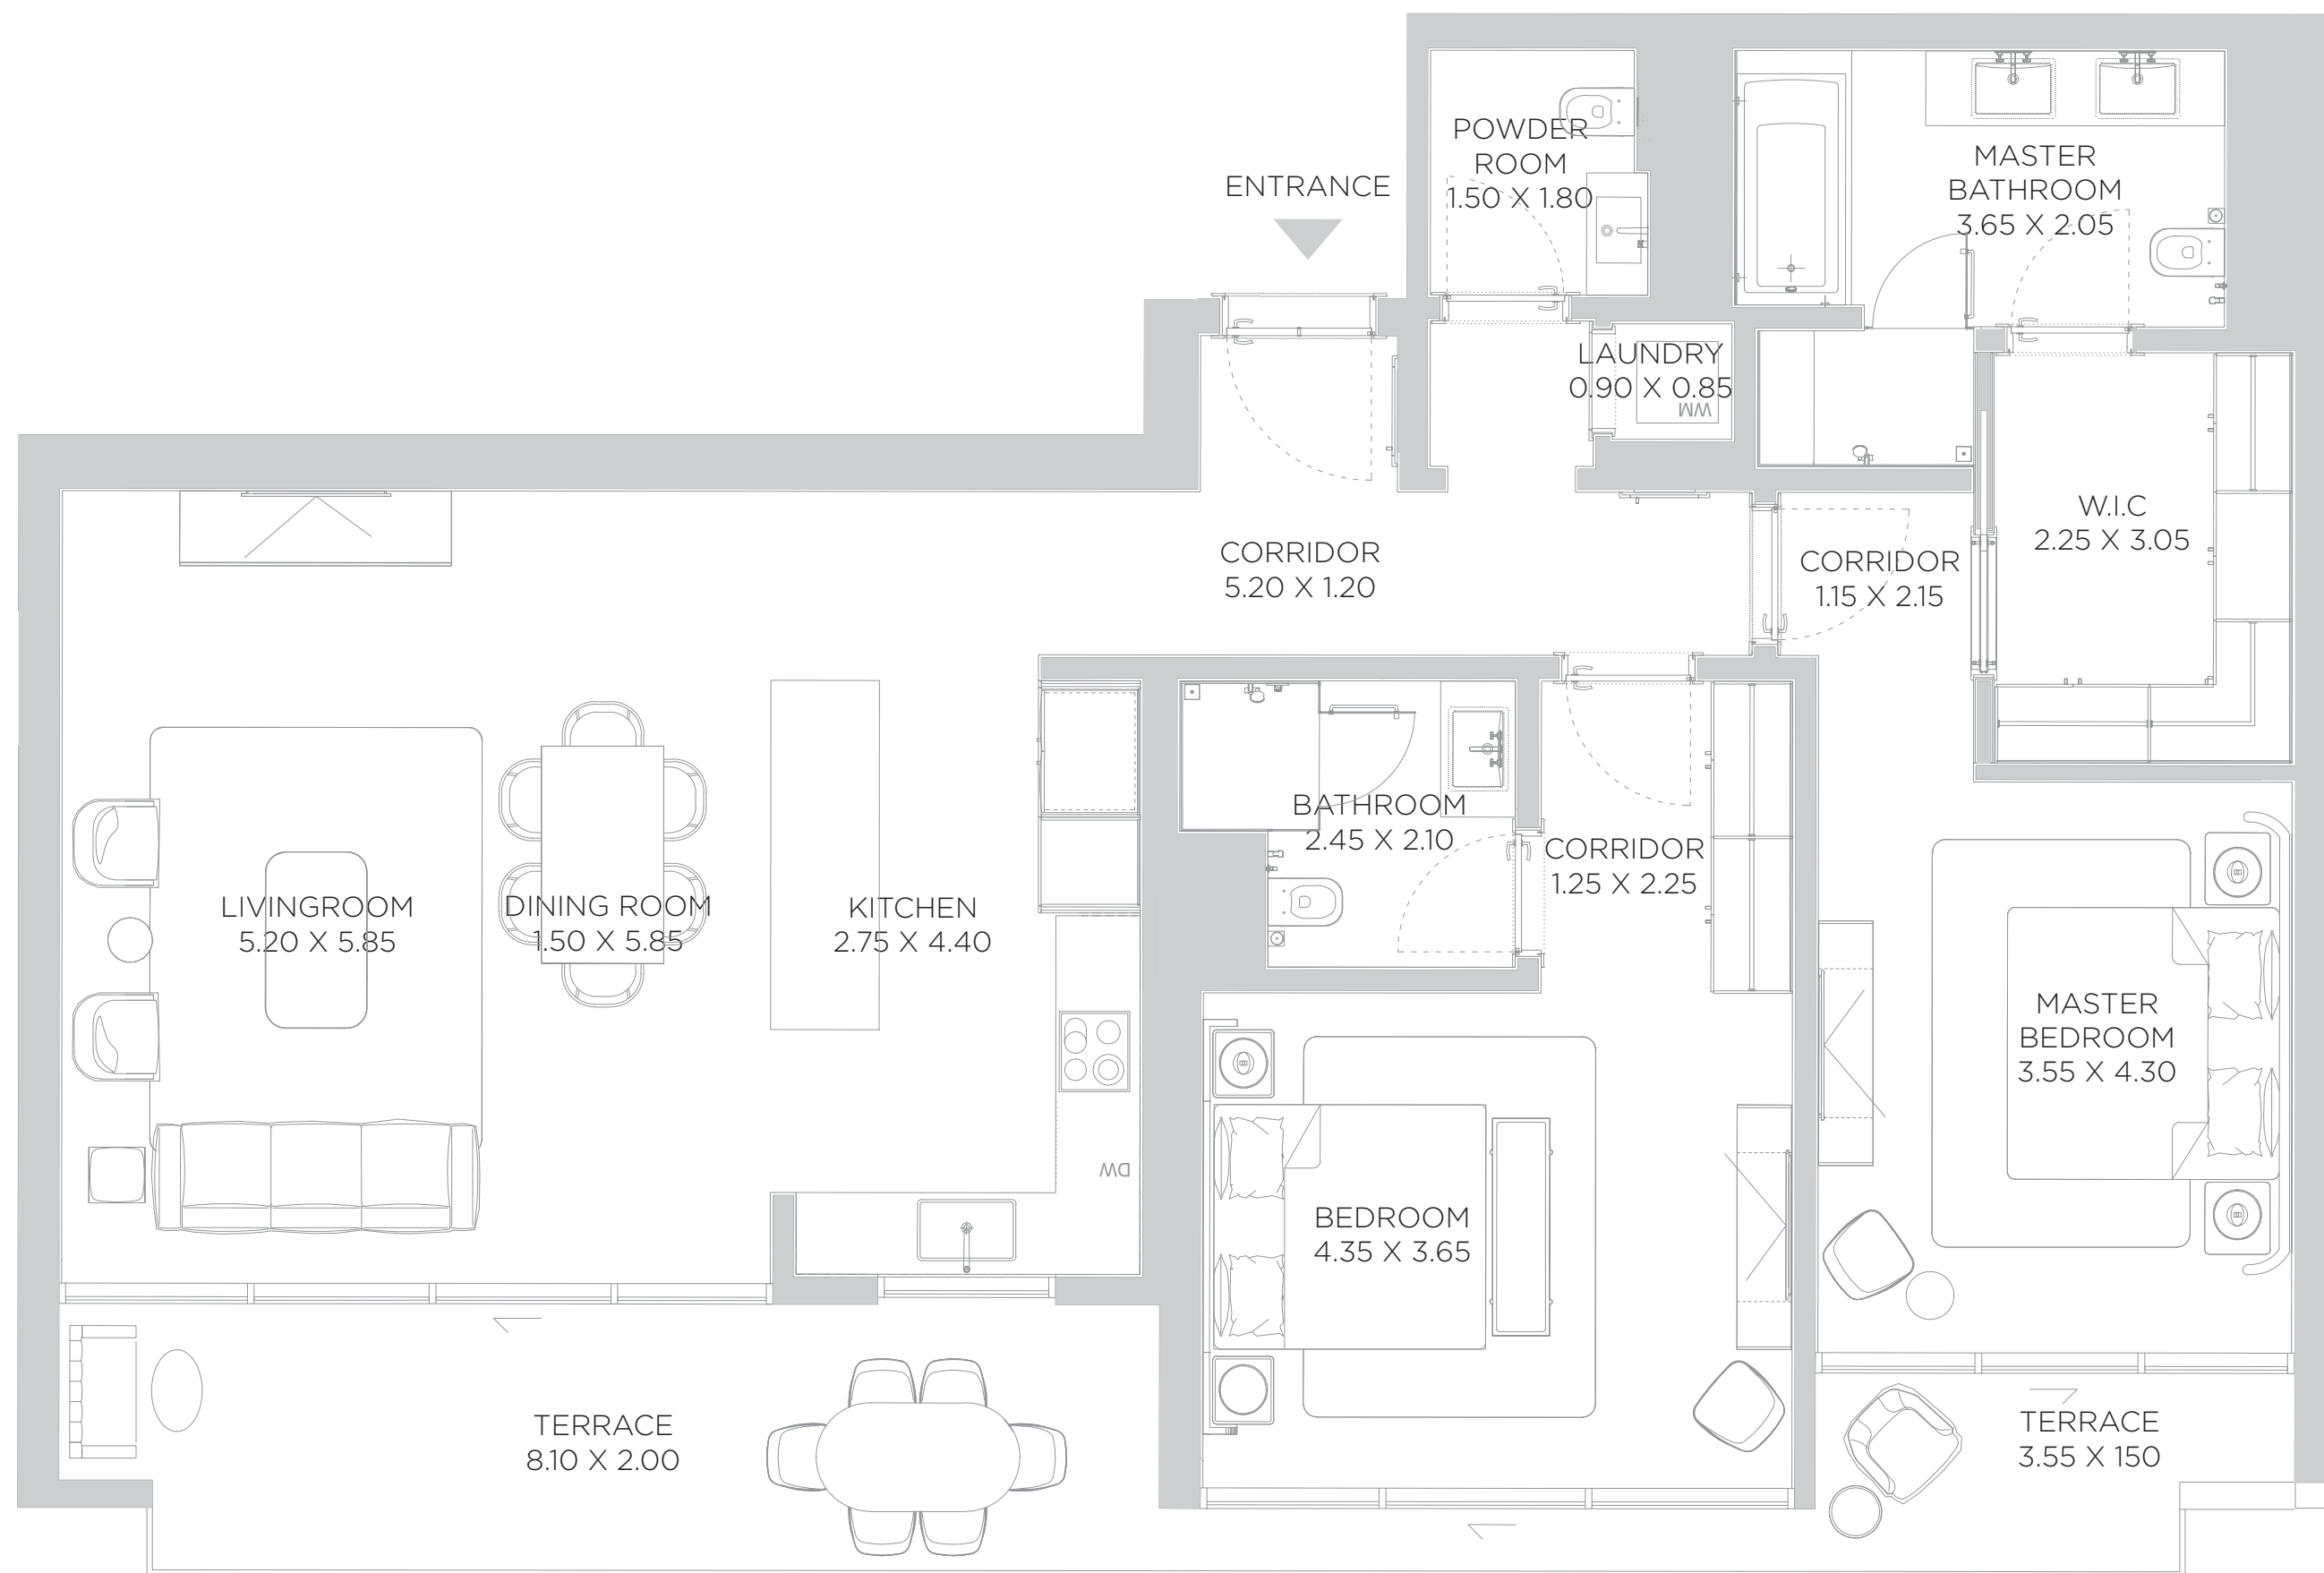 POWDER
ROOM
1.50 X 1.80
MASTER
BATHROOM
3.65 X 2.05
ENTRANCE
LAUNDRY
0.90 X 0.85
WM
W.I.C
2.25 X 3.05
CORRIDOR
5.20 X 1.20
CORRIDOR
1.15 X 2.15
BATHROOM
2.45 X 2.10
CORRIDOR
1.25 X 2.25
LIVINGROOM
5.20 X 5.85
DINING ROOM
1.50 X 5.85
KITCHEN
2.75 X 4.40
MASTER
BEDROOM
3.55 X 4.30
DW
BEDROOM
4.35 X 3.65
TERRACE
8.10 X 2.00
TERRACE
3.55 X 150